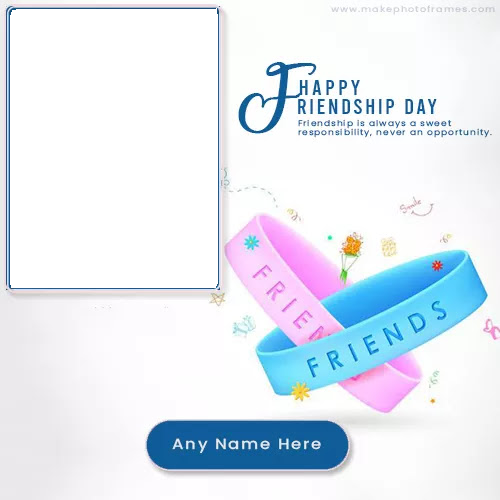 www.makephotoframes.com
HAPPY
FRIENDSHIP DAY
Friendship is always a sweet
responsibility, never an opportunity.
Smile
FRIENDS
FRIENDS
Any Name Here